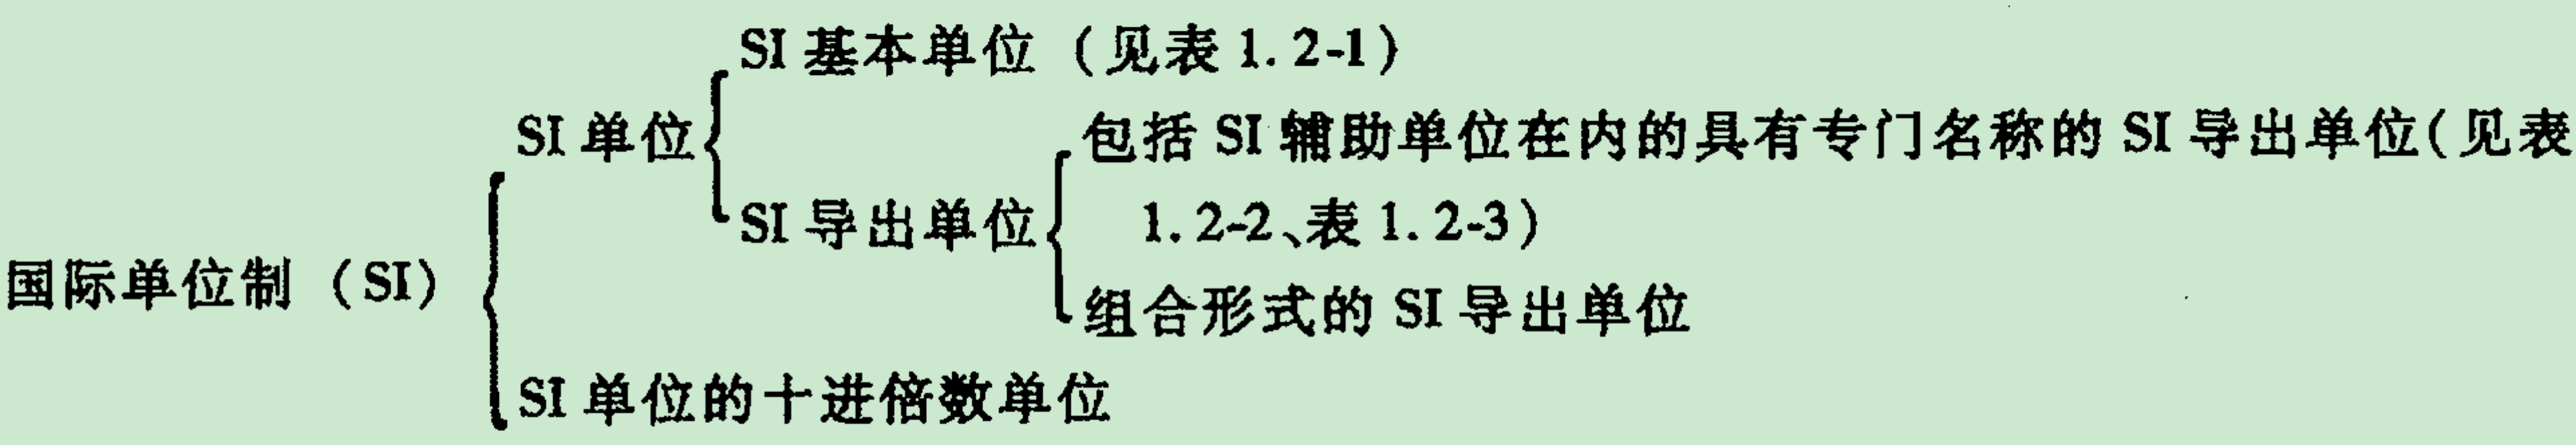 SI 基本单位（见表 1. 2-1）
SI 单位
包括 SI 辅助单位在内的具有专门名称的 SI 导出单位（见表
SI 导出单位
1. 2-2、表 1. 2-3）
国际单位制（SI）
组合形式的 SI 导出单位
SI 单位的十进倍数单位